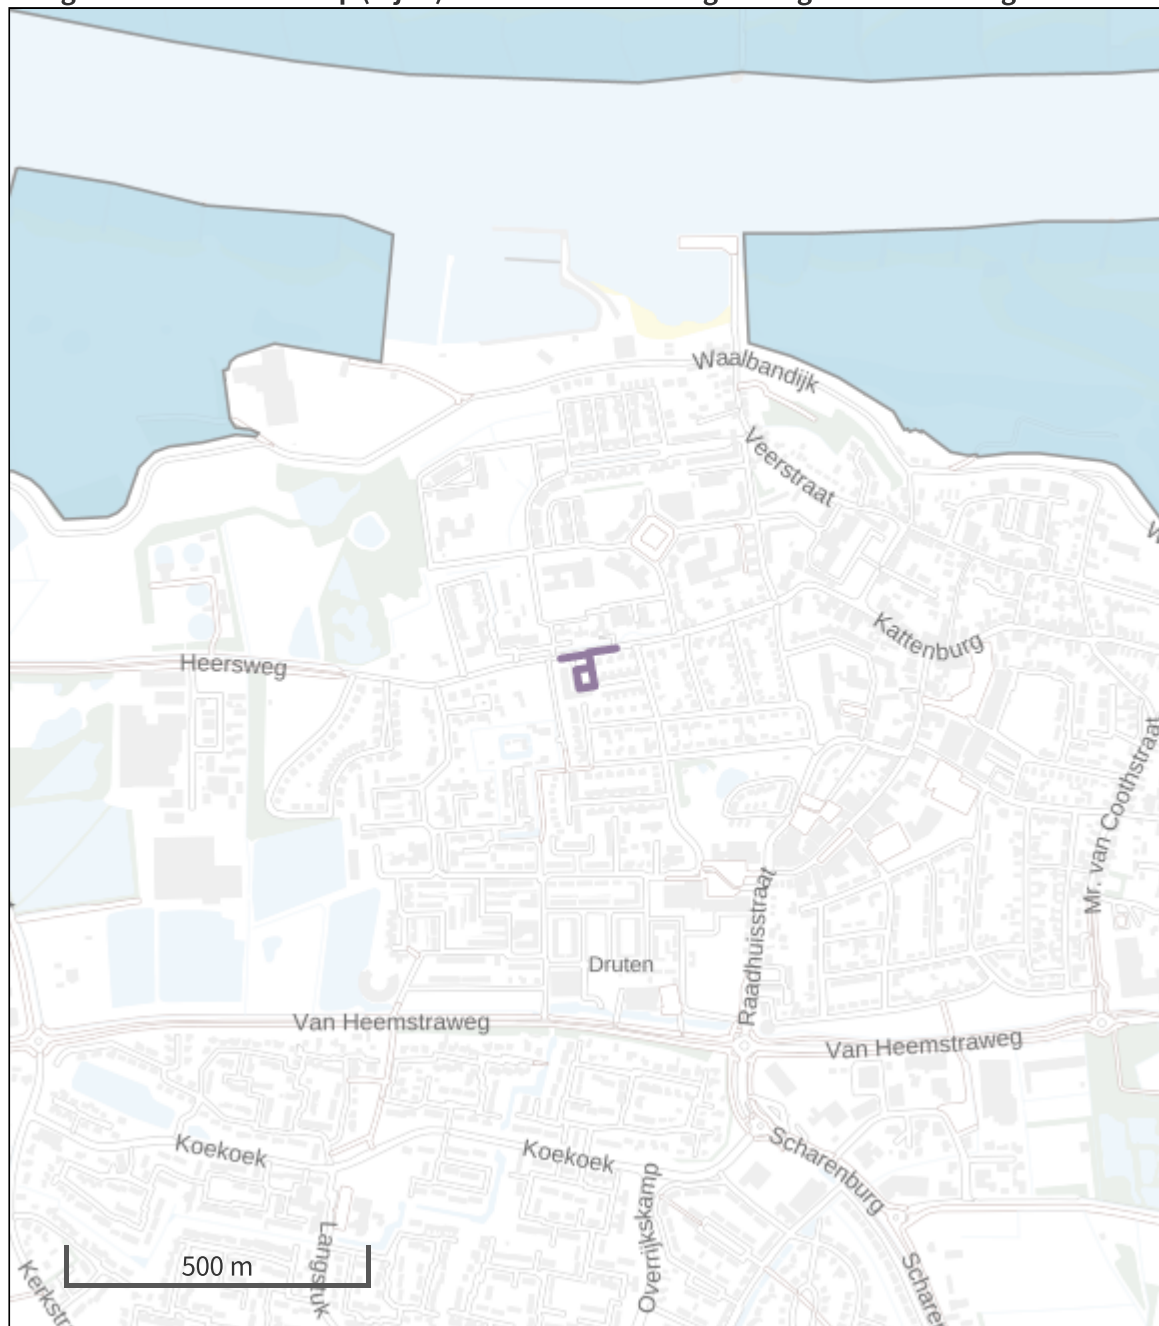 Waalbandijk
Veerstraat
Kattenburg
Heersweg
Mr. van Coothstraat
Raadhuisstraat
Druten
Van Heemstraweg
Van Heemstraweg
Koekoek
Koekoek
Scharenburg
Overrijkskamp
Langstuk
500 m